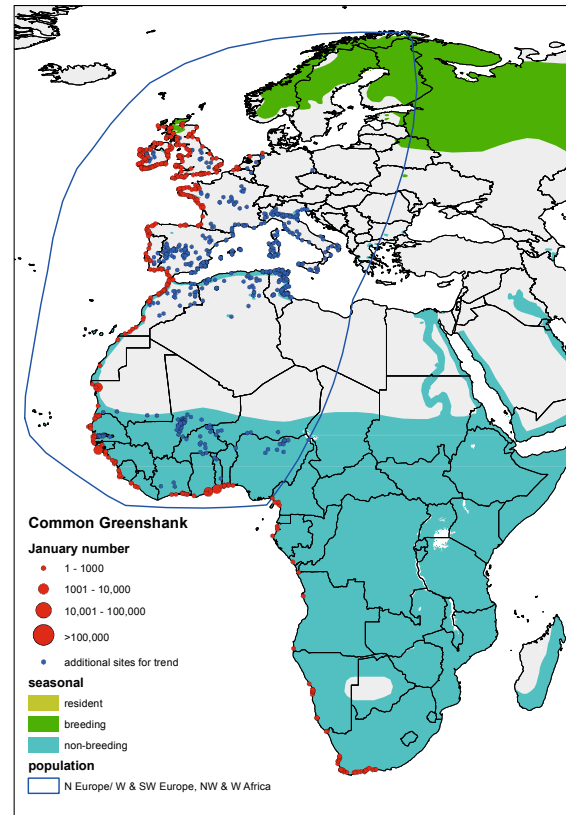 Common Greenshank
January number
1 - 1000
1001 - 10,000
10,001 - 100,000
>100,000
additional sites for trend
seasonal
resident
breeding
non-breeding
population
N Europe/ W & SW Europe, NW & W Africa